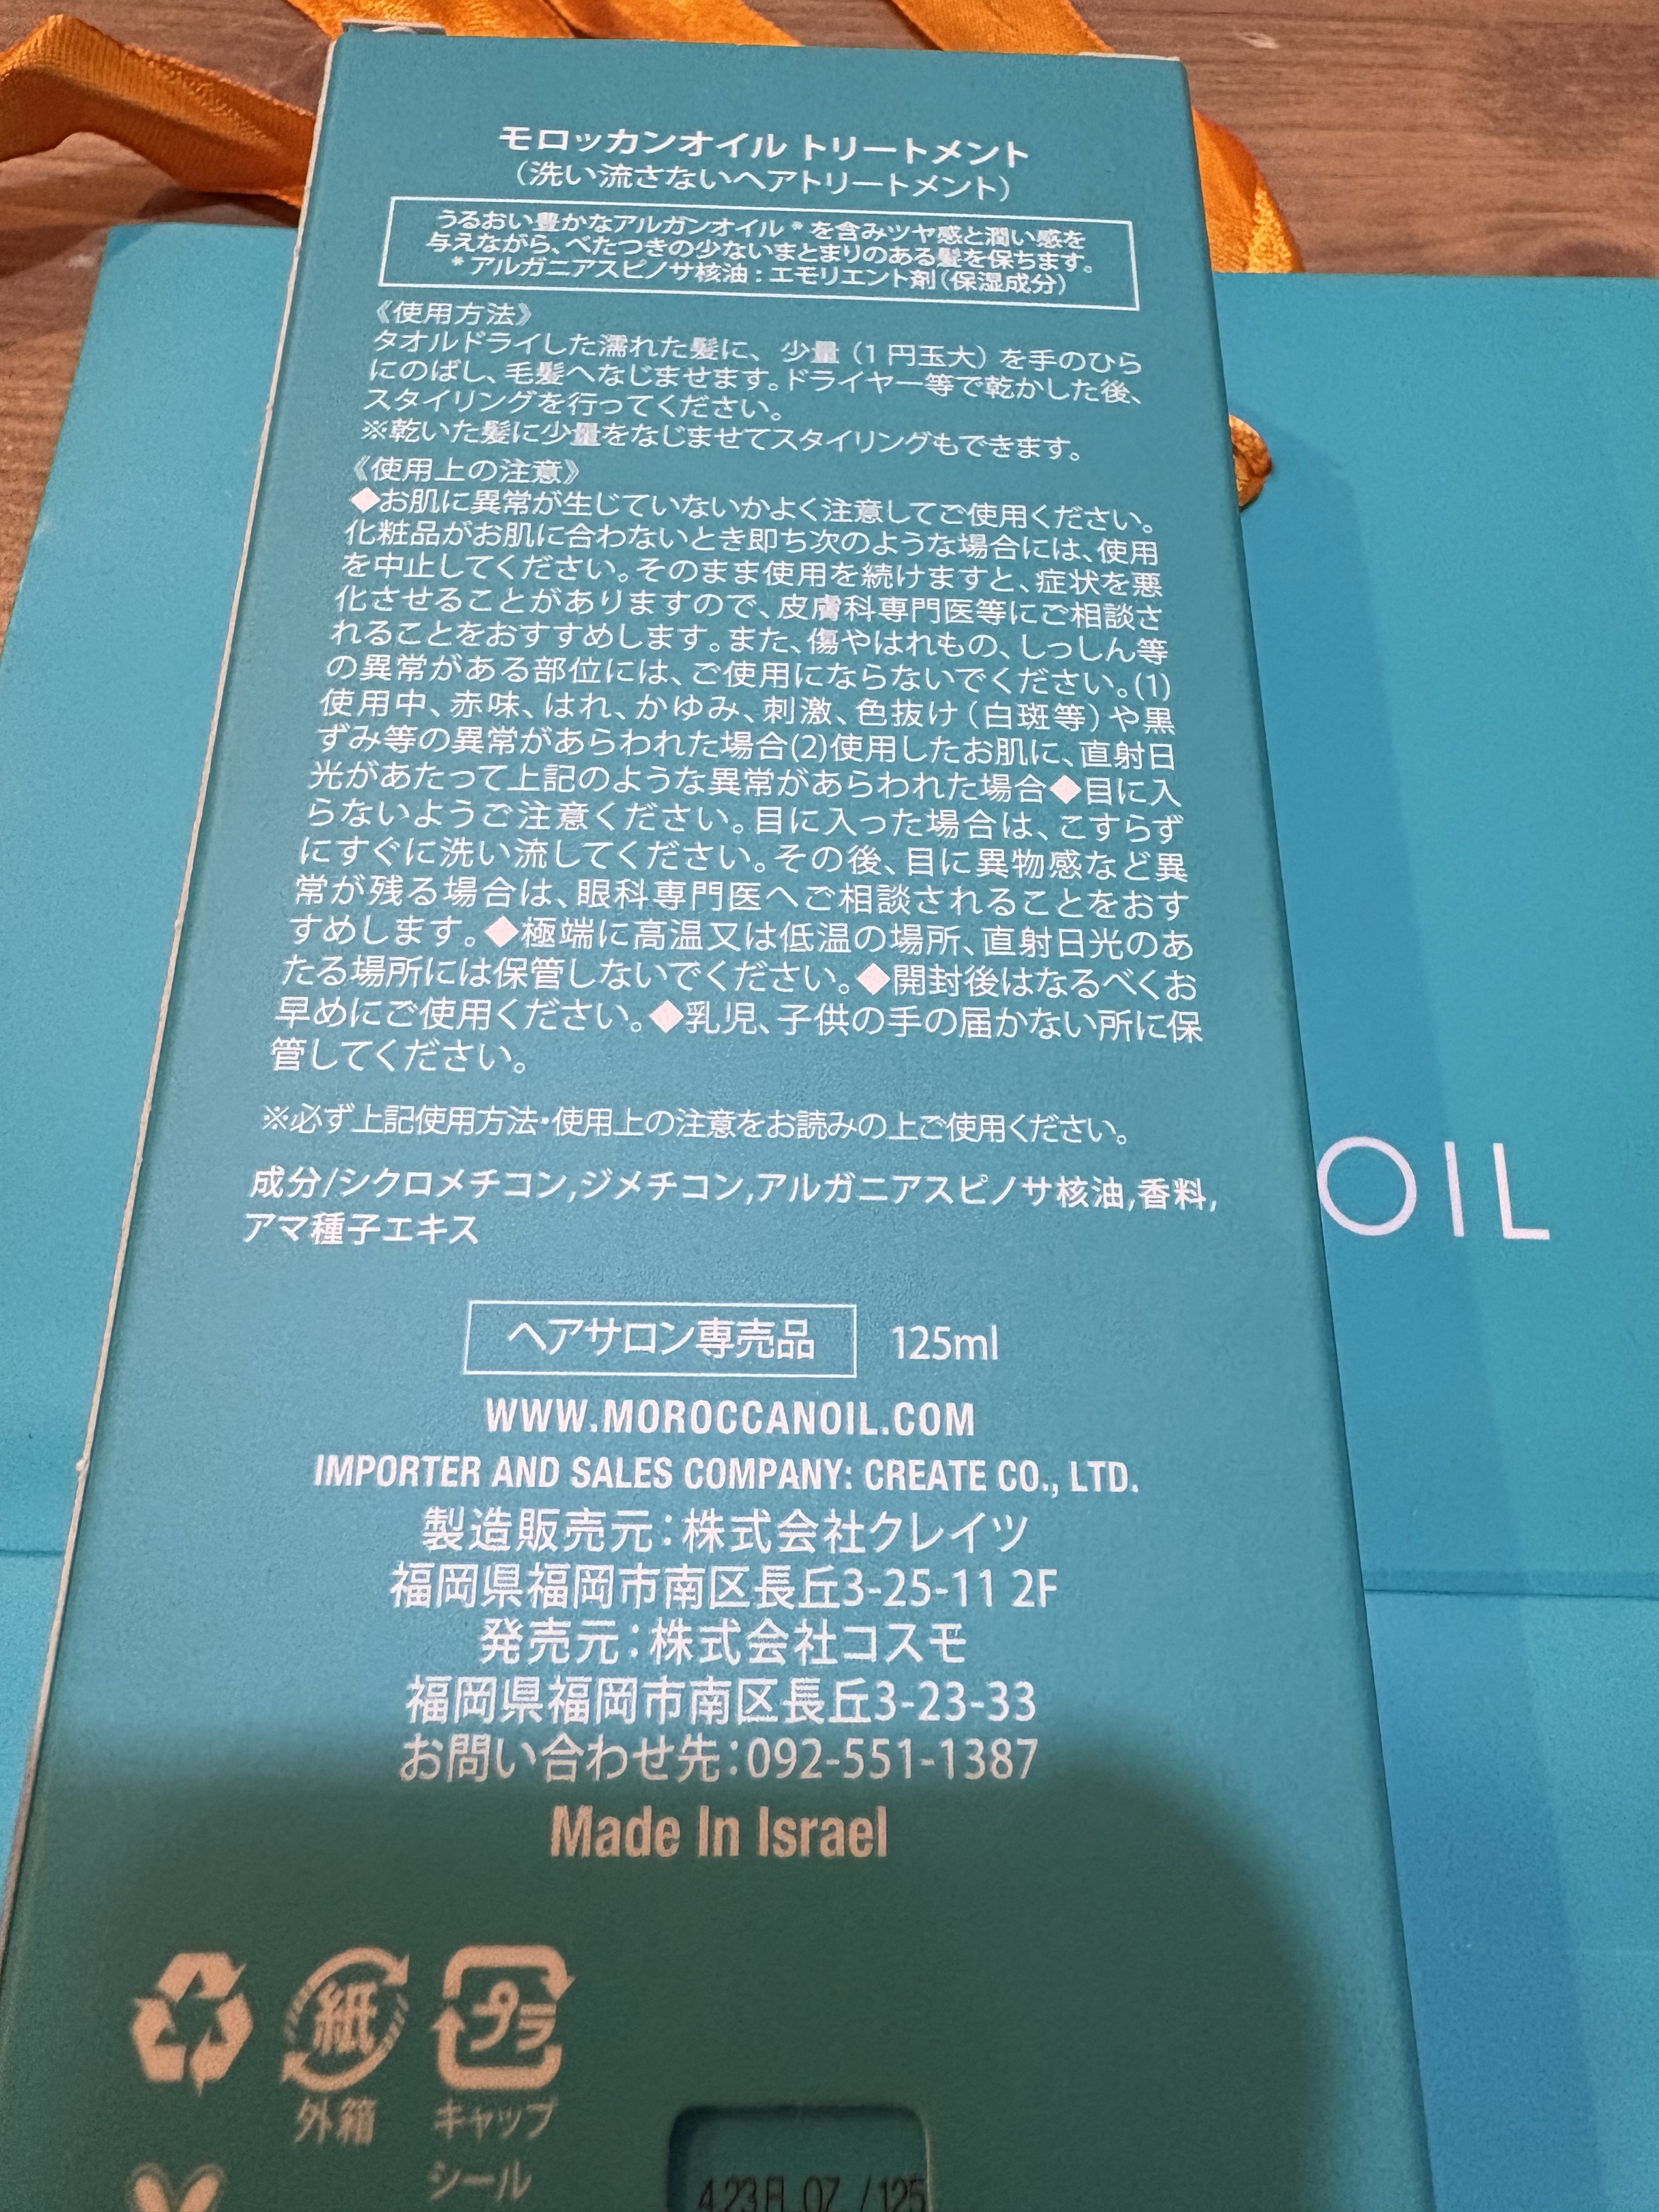 モロッカンオイル トリートメント
（洗い流さないヘアトリートメント）
うるおい豊かなアルガンオイル＊を含みツヤ感と潤い感を
与えながら、べたつきの少ないまとまりのある髪を保ちます。
＊アルガニアスピノサ核油：エモリエント剤（保湿成分）
《使用方法》
タオルドライした濡れた髪に、少量（1 円玉大）を手のひら
にのばし、毛髪へなじませます。ドライヤー等で乾かした後、
スタイリングを行ってください。
※乾いた髪に少量をなじませてスタイリングもできます。
《使用上の注意》
◆お肌に異常が生じていないかよく注意してご使用ください。
化粧品がお肌に合わないとき即ち次のような場合には、使用
を中止してください。そのまま使用を続けますと、症状を悪
化させることがありますので、皮膚科専門医等にご相談さ
れることをおすすめします。また、傷やはれもの、しっしん等
の異常がある部位には、ご使用にならないでください。(1)
使用中、赤味、はれ、かゆみ、刺激、色抜け（白斑等）や黒
ずみ等の異常があらわれた場合(2)使用したお肌に、直射日
光があたって上記のような異常があらわれた場合◆目に入
らないようご注意ください。目に入った場合は、こすらず
にすぐに洗い流してください。その後、目に異物感など異
常が残る場合は、眼科専門医へご相談されることをおす
すめします。◆極端に高温又は低温の場所、直射日光のあ
たる場所には保管しないでください。◆開封後はなるべくお
早めにご使用ください。◆乳児、子供の手の届かない所に保
管してください。
※必ず上記使用方法・使用上の注意をお読みの上ご使用ください。
成分/シクロメチコン,ジメチコン,アルガニアスピノサ核油,香料,
アマ種子エキス
OIL
ヘアサロン専売品 125ml
WWW.MOROCCANOIL.COM
IMPORTER AND SALES COMPANY: CREATE CO., LTD.
製造販売元：株式会社クレイツ
福岡県福岡市南区長丘3-25-11 2F
発売元：株式会社コスモ
福岡県福岡市南区長丘3-23-33
お問い合わせ先：092-551-1387
Made In Israel
紙 プラ
外箱 キャップ
シール